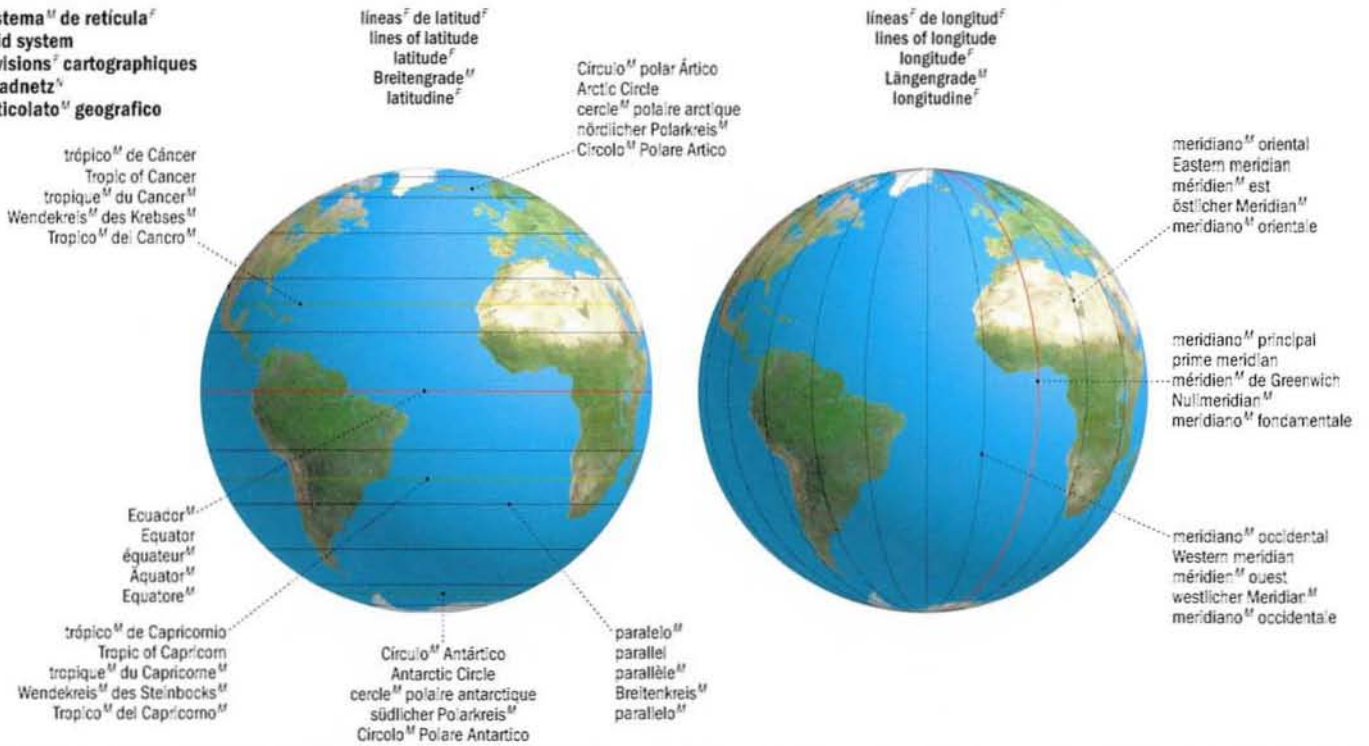 stema^M de retícula^F
id system
visions^F cartographiques
adnetz^N
ticolato^M geografico
líneas^F de latitud^F
lines of latitude
latitude^F
Breitengrade^M
latitudine^F
Círculo^M polar Ártico
Arctic Circle
cercle^M polaire arctique
nördlicher Polarkreis^M
Circolo^M Polare Artico
trópico^M de Cáncer
Tropic of Cancer
tropique^M du Cancer^M
Wendekreis^M des Krebses^M
Tropico^M del Cancro^M
Ecuador^M
Equator
équateur^M
Äquator^M
Equatore^M
trópico^M de Capricornio
Tropic of Capricorn
tropique^M du Capricorne^M
Wendekreis^M des Steinbocks^M
Tropico^M del Capricorno^M
Círculo^M Antártico
Antarctic Circle
cercle^M polaire antarctique
südlicher Polarkreis^M
Circolo^M Polare Antartico
paralelo^M
parallel
parallèle^M
Breitenkreis^M
parallelo^M
líneas^F de longitud^F
lines of longitude
longitude^F
Längengrade^M
longitudine^F
meridiano^M oriental
Eastern meridian
méridien^M est
östlicher Meridian^M
meridiano^M orientale
meridiano^M principal
prime meridian
méridien^M de Greenwich
Nullmeridian^M
meridiano^M fondamentale
meridiano^M occidental
Western meridian
méridien^M ouest
westlicher Meridian^M
meridiano^M occidentale